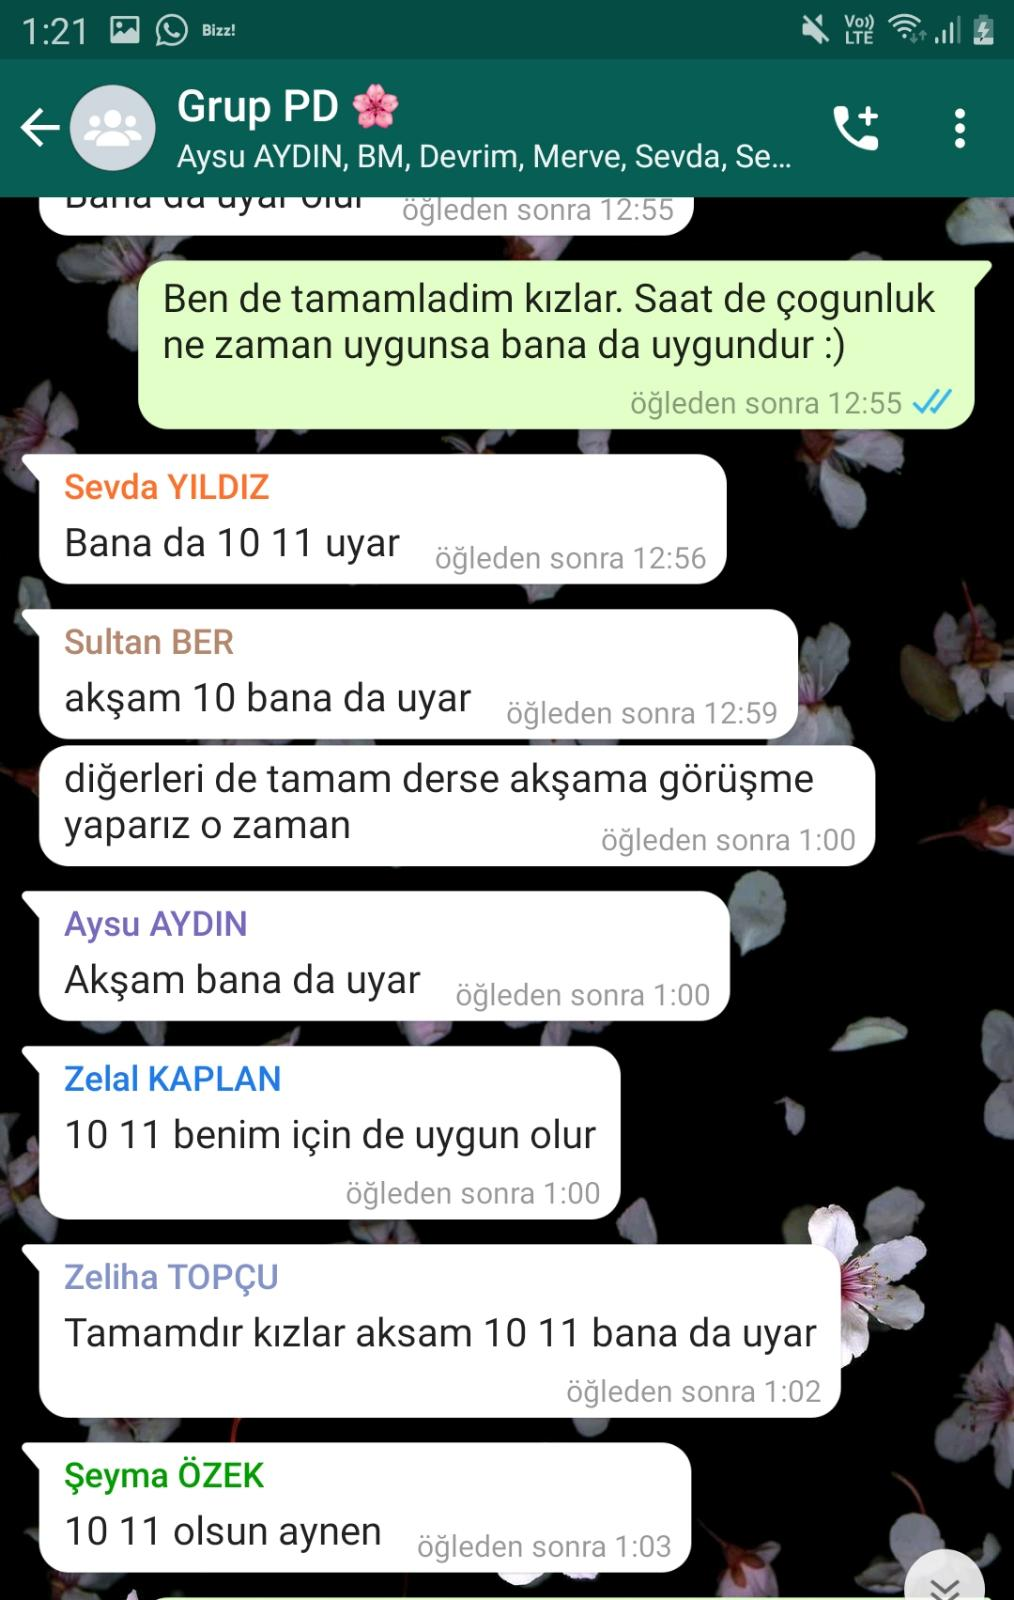 1:21 Bizz! Vo)) LTE
Grup PD
Aysu AYDIN, BM, Devrim, Merve, Sevda, Se...
Bana da uyar olur öğleden sonra 12:55
Ben de tamamladim kızlar. Saat de çogunluk
ne zaman uygunsa bana da uygundur :)
öğleden sonra 12:55
Sevda YILDIZ
Bana da 10 11 uyar öğleden sonra 12:56
Sultan BER
akşam 10 bana da uyar öğleden sonra 12:59
diğerleri de tamam derse akşama görüşme
yaparız o zaman öğleden sonra 1:00
Aysu AYDIN
Akşam bana da uyar öğleden sonra 1:00
Zelal KAPLAN
10 11 benim için de uygun olur
öğleden sonra 1:00
Zeliha TOPÇU
Tamamdır kızlar aksam 10 11 bana da uyar
öğleden sonra 1:02
Şeyma ÖZEK
10 11 olsun aynen öğleden sonra 1:03